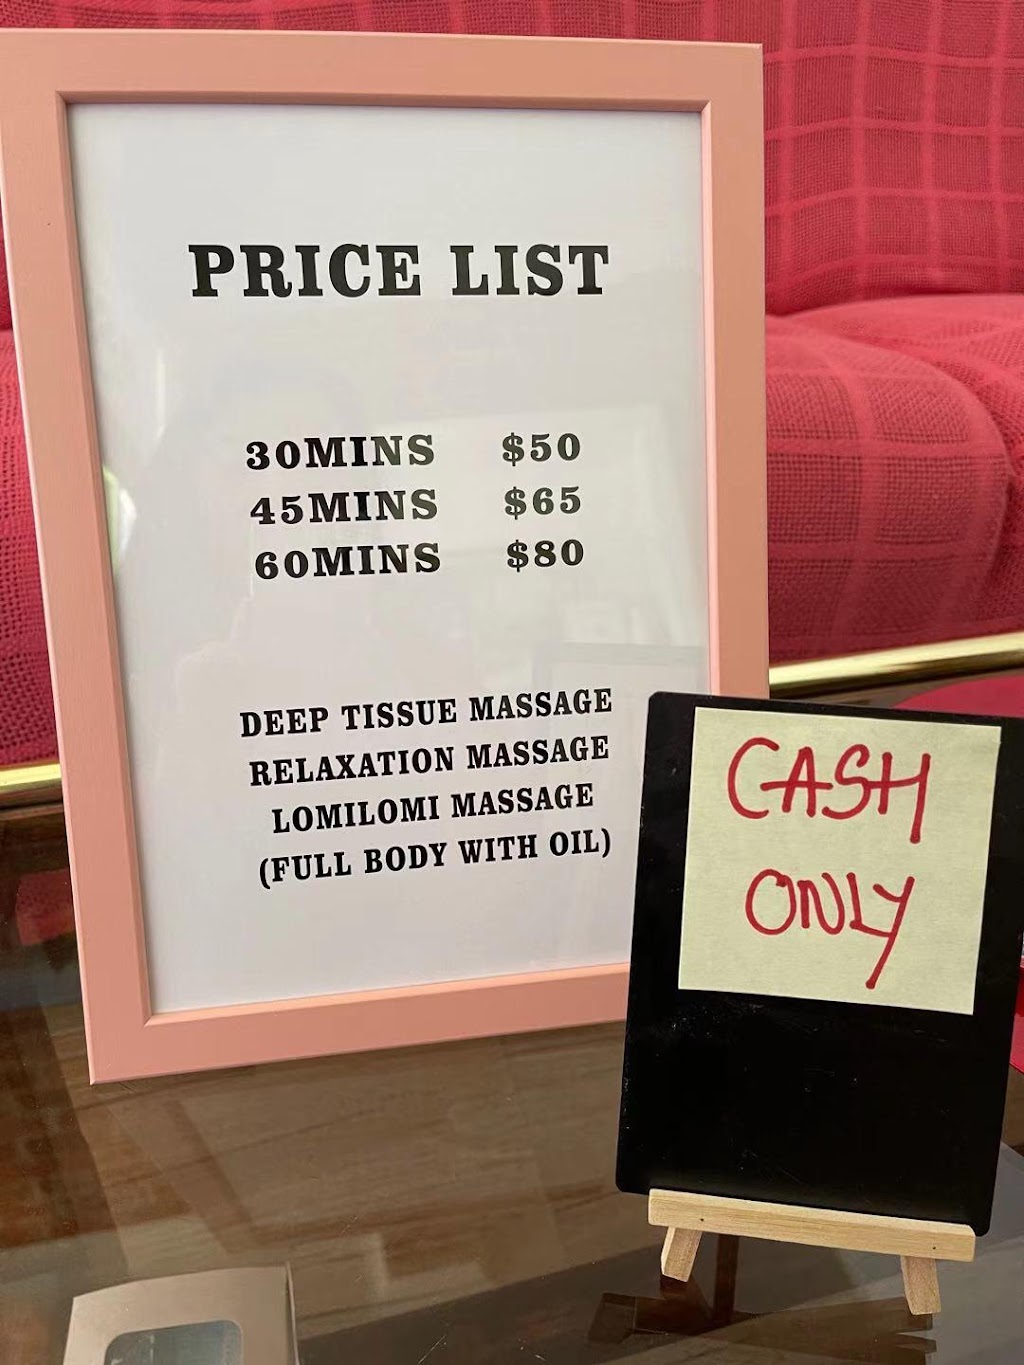 PRICE LIST
30MINS $50
45MINS $65
60MINS $80
DEEP TISSUE MASSAGE
RELAXATION MASSAGE
LOMILOMI MASSAGE
(FULL BODY WITH OIL)
CASH
ONLY